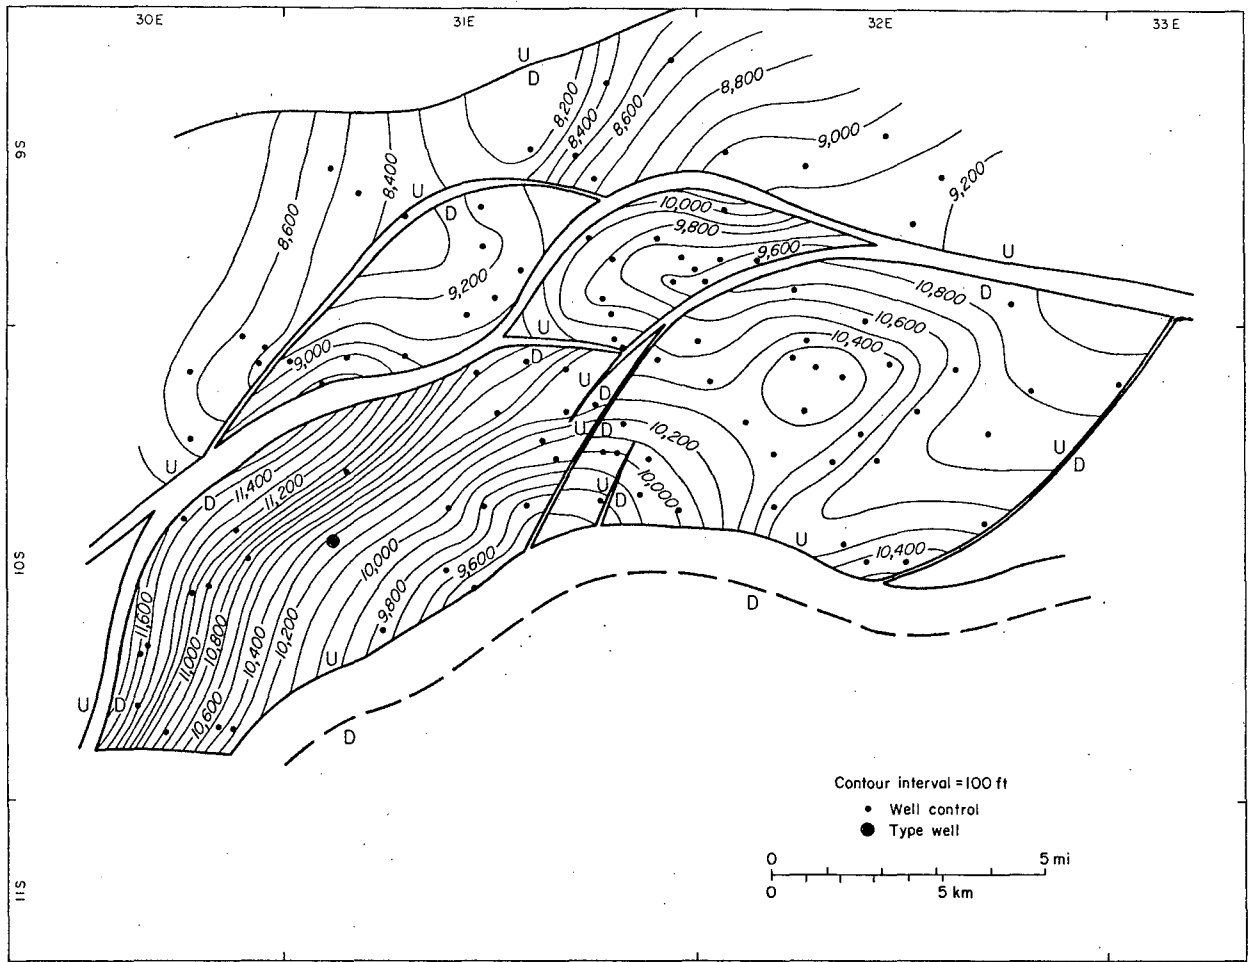 30E
31E
32E
33E
U
D
8,200
8,400
8,600
8,800
9,000
9,200
9S
8,400
8,600
U
D
10,000
9,800
9,600
9,200
U
D
10,800
10,600
10,400
U
D
9,000
U
D
U
D
10,200
10,000
U
D
U
D
U
D
11,400
11,200
10,000
9,800
9,600
U
10,400
D
10S
11,600
11,000
10,800
10,600
10,400
10,200
U
D
U
D
Contour interval = 100 ft
Well control
Type well
0
5 mi
0
5 km
11S